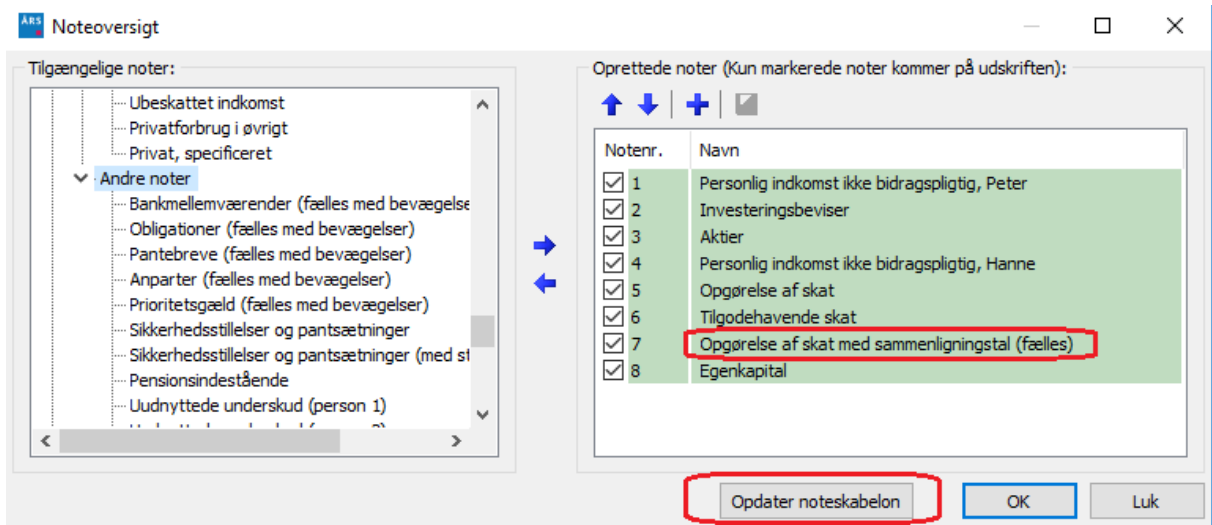 ÅRS
Noteoversigt
Tilgængelige noter:
Ubeskattet indkomst
Privatforbrug i øvrigt
Privat, specificeret
Andre noter
Bankmellemværender (fælles med bevægelse
Obligationer (fælles med bevægelser)
Pantebreve (fælles med bevægelser)
Anparter (fælles med bevægelser)
Prioritetsgæld (fælles med bevægelser)
Sikkerhedsstillelser og pantsætninger
Sikkerhedsstillelser og pantsætninger (med st
Pensionsindestående
Uudnyttede underskud (person 1)
Oprettede noter (Kun markerede noter kommer på udskriften):
Notenr. Navn
1 Personlig indkomst ikke bidragspligtig, Peter
2 Investeringsbeviser
3 Aktier
4 Personlig indkomst ikke bidragspligtig, Hanne
5 Opgørelse af skat
6 Tilgodehavende skat
7 Opgørelse af skat med sammenligningstal (fælles)
8 Egenkapital
Opdater noteskabelon
OK
Luk